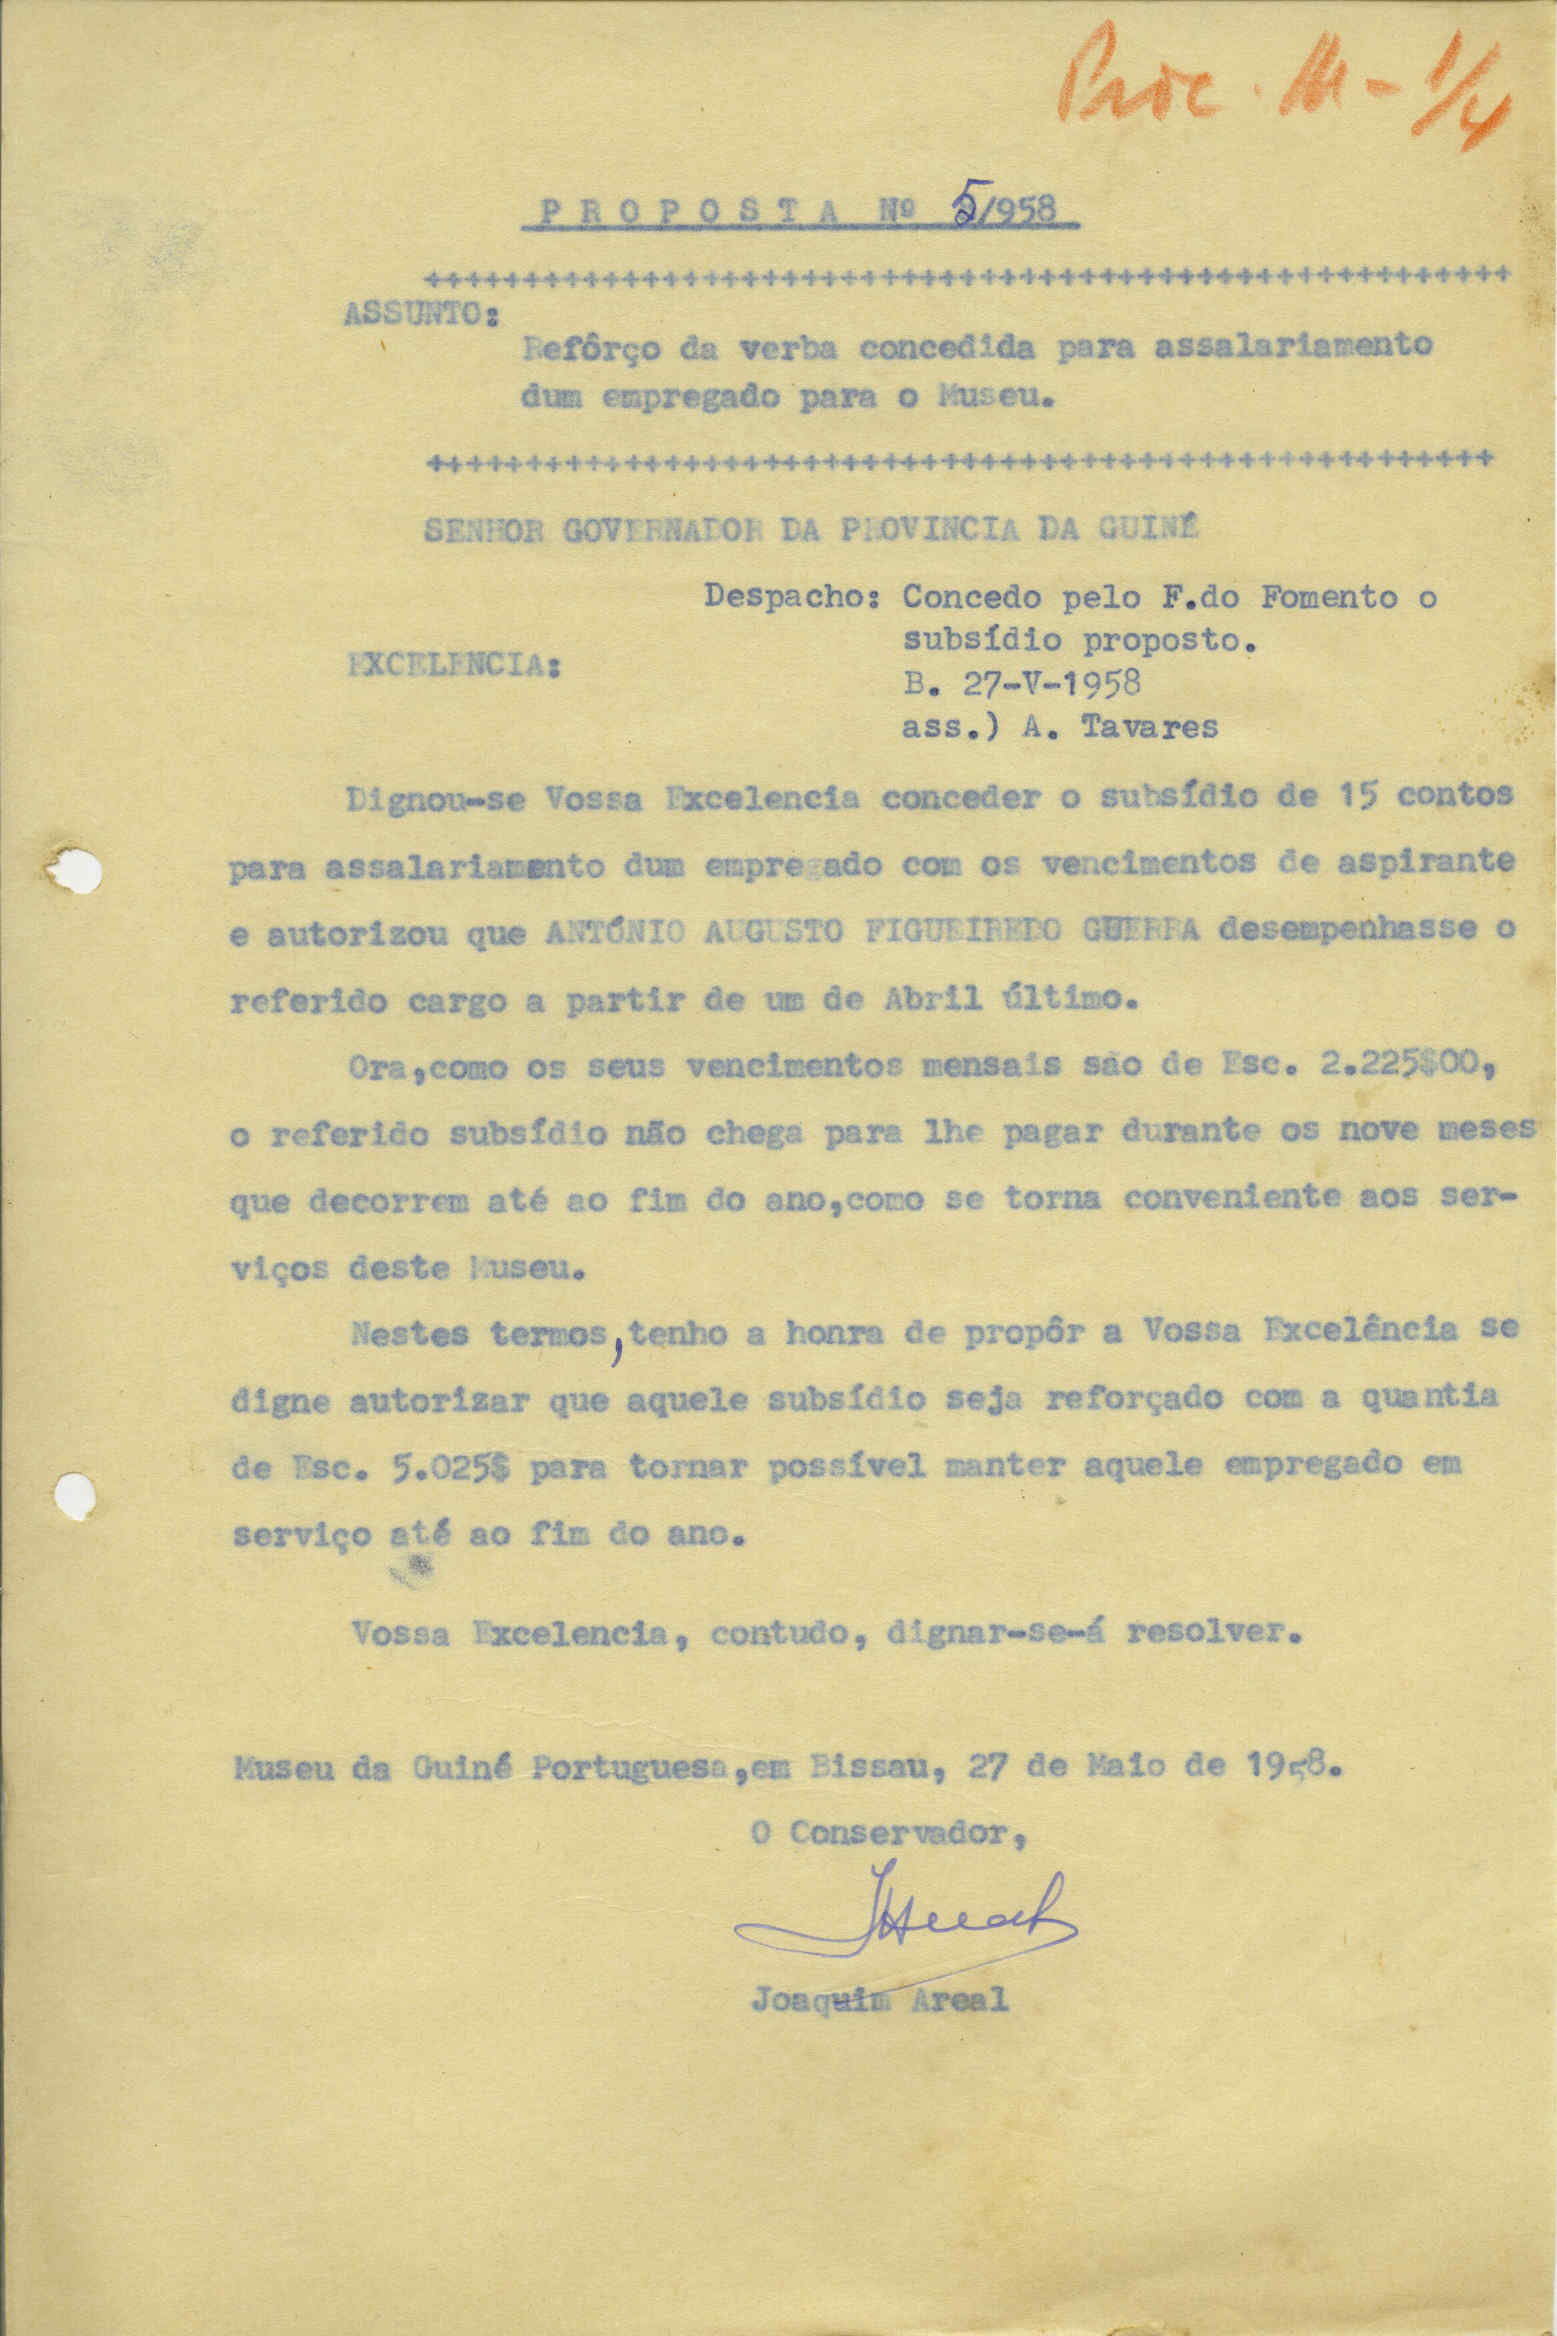 Proc. M - 1/4
PROPOSTA Nº 5/958
++++++++++++++++++++++++++++++++++++++++++++++++++++++
ASSUNTO:
Refôrço da verba concedida para assalariamento
dum empregado para o Museu.
+++++++++++++++++++++++++++++++++++++++++++++++++++++
SENHOR GOVERNADOR DA PROVINCIA DA GUINÉ
Despacho: Concedo pelo F.do Fomento o
subsídio proposto.
EXCELENCIA:
B. 27-V-1958
ass.) A. Tavares
Dignou-se Vossa Excelencia conceder o subsídio de 15 contos
para assalariamento dum empregado com os vencimentos de aspirante
e autorizou que ANTÓNIO AUGUSTO FIGUEIREDO GUERRA desempenhasse o
referido cargo a partir de um de Abril último.
Ora,como os seus vencimentos mensais são de Esc. 2.225$00,
o referido subsídio não chega para lhe pagar durante os nove meses
que decorrem até ao fim do ano,como se torna conveniente aos ser-
viços deste Museu.
Nestes termos,tenho a honra de propôr a Vossa Excelência se
digne autorizar que aquele subsídio seja reforçado com a quantia
de Esc. 5.025$ para tornar possível manter aquele empregado em
serviço até ao fim do ano.
Vossa Excelencia, contudo, dignar-se-á resolver.
Museu da Guiné Portuguesa,em Bissau, 27 de Maio de 1958.
O Conservador,
JAreal
Joaquim Areal